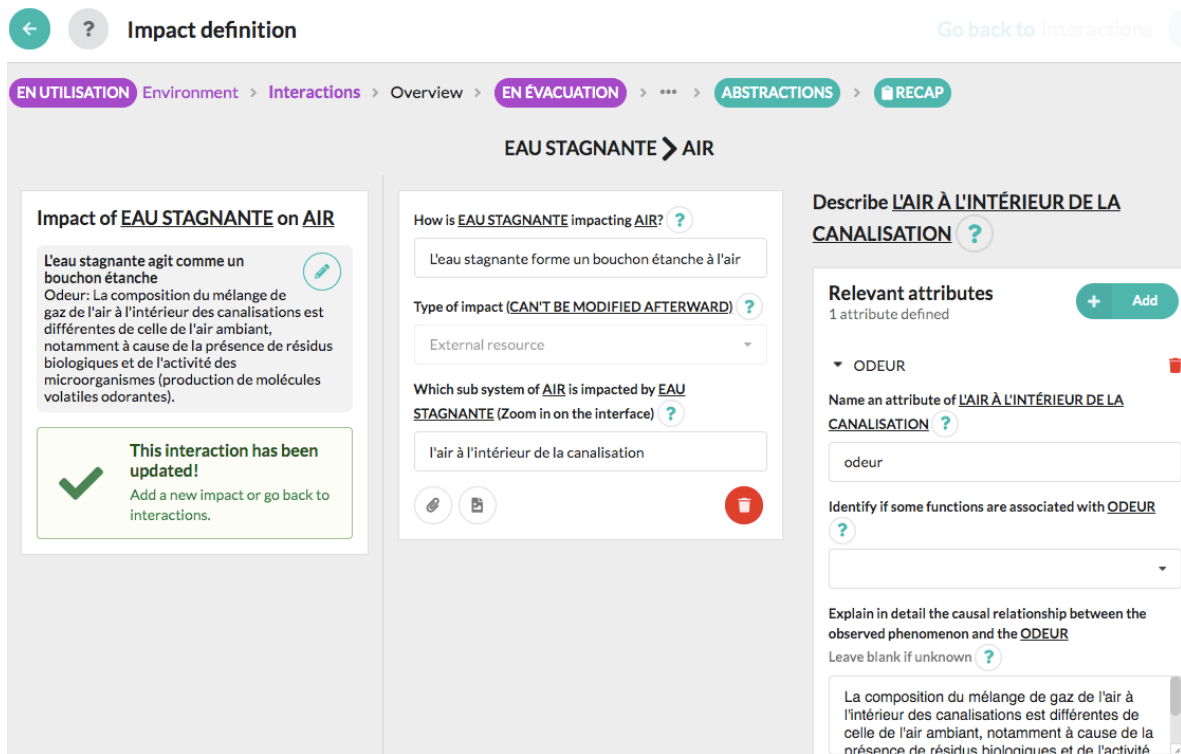 ?
Impact definition
Go back to Interactions
EN UTILISATION Environment > Interactions > Overview > EN ÉVACUATION > ••• > ABSTRACTIONS > RECAP
EAU STAGNANTE > AIR
Impact of EAU STAGNANTE on AIR
L'eau stagnante agit comme un
bouchon étanche
Odeur: La composition du mélange de
gaz de l'air à l'intérieur des canalisations est
différentes de celle de l'air ambiant,
notamment à cause de la présence de résidus
biologiques et de l'activité des
microorganismes (production de molécules
volatiles odorantes).
This interaction has been
updated!
Add a new impact or go back to
interactions.
How is EAU STAGNANTE impacting AIR? ?
L'eau stagnante forme un bouchon étanche à l'air
Type of impact (CAN'T BE MODIFIED AFTERWARD) ?
External resource
Which sub system of AIR is impacted by EAU
STAGNANTE (Zoom in on the interface) ?
l'air à l'intérieur de la canalisation
Describe L'AIR À L'INTÉRIEUR DE LA
CANALISATION ?
Relevant attributes
1 attribute defined
+ Add
ODEUR
Name an attribute of L'AIR À L'INTÉRIEUR DE LA
CANALISATION ?
odeur
Identify if some functions are associated with ODEUR
?
Explain in detail the causal relationship between the
observed phenomenon and the ODEUR
Leave blank if unknown ?
La composition du mélange de gaz de l'air à
l'intérieur des canalisations est différentes de
celle de l'air ambiant, notamment à cause de la
présence de résidus biologiques et de l'activité